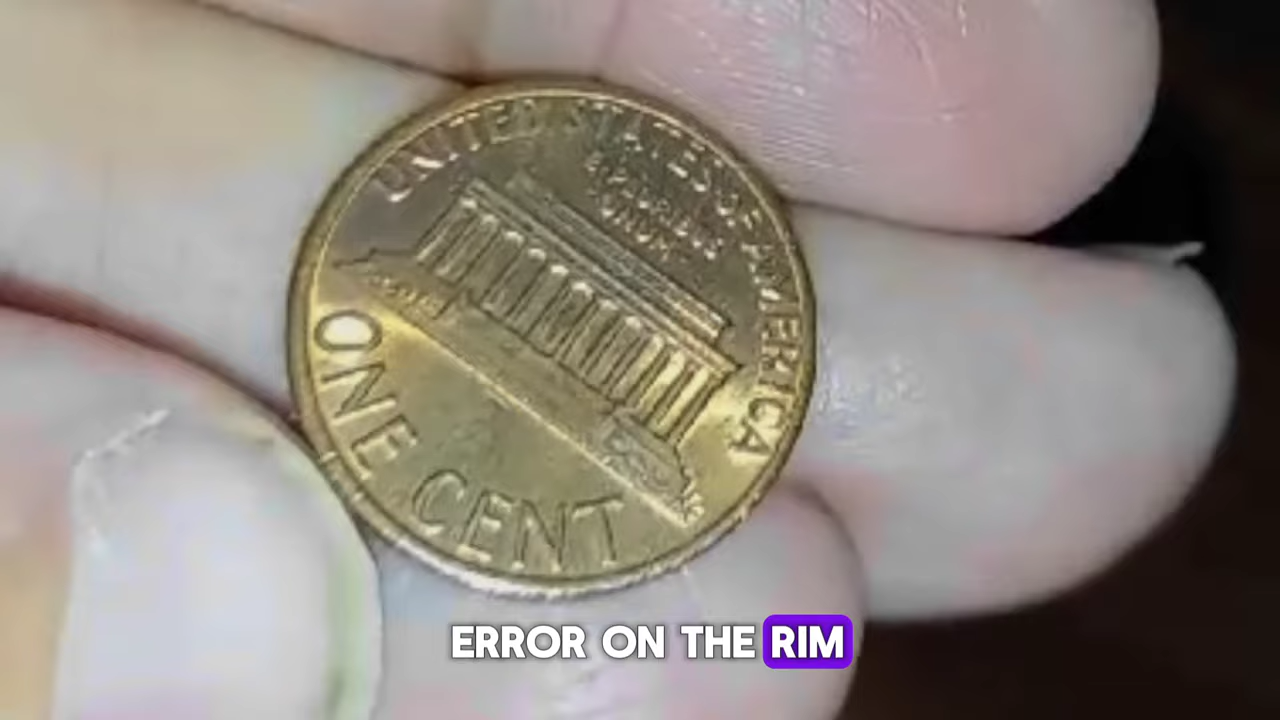 UNITED STATES OF AMERICA
E PLURIBUS
UNUM
ONE CENT
ERROR ON THE RIM